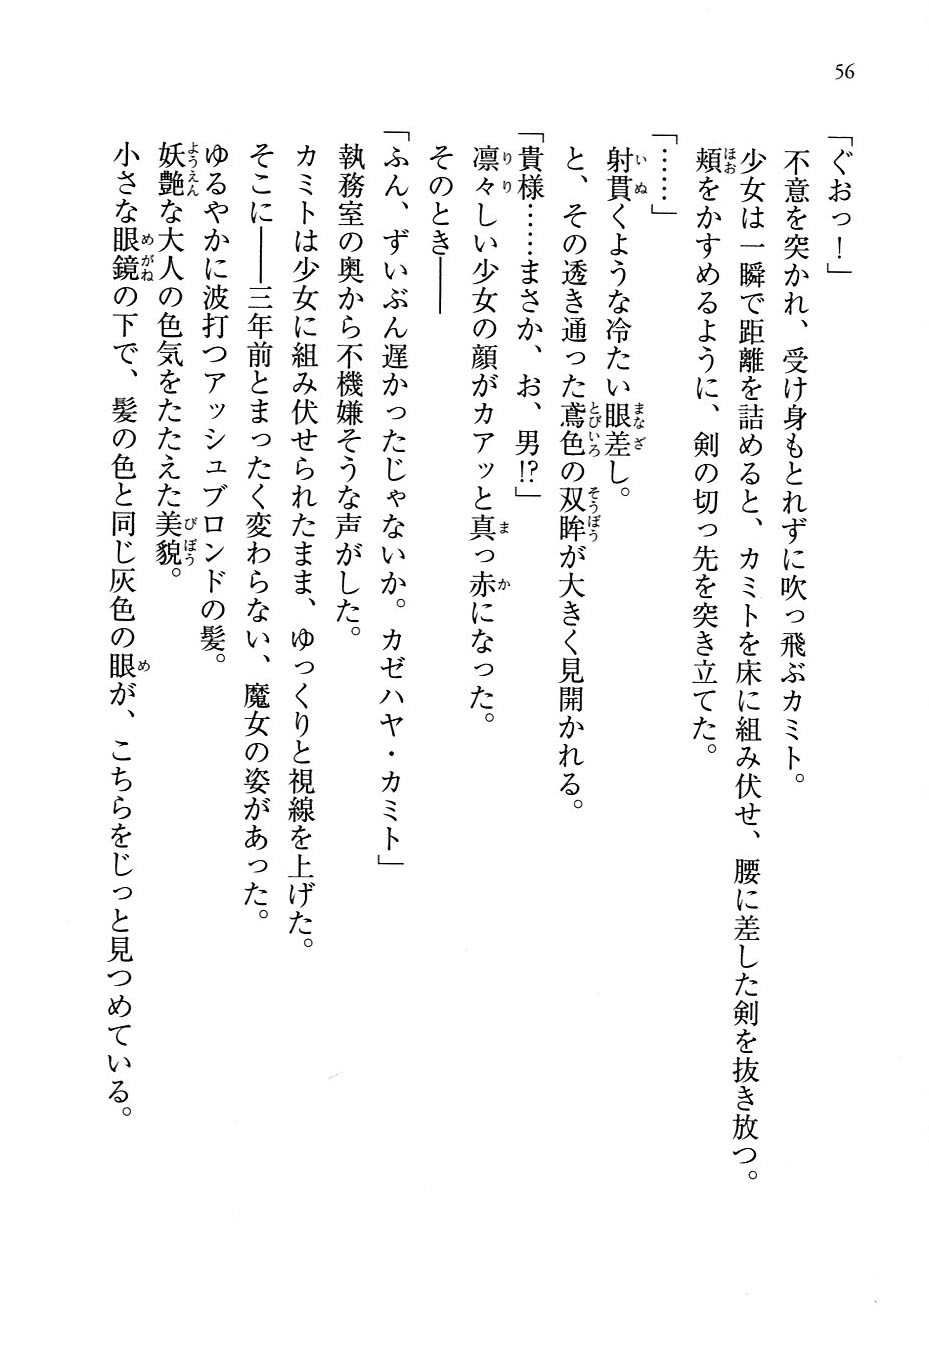 56
「ぐおっ！」
不意を突かれ、受け身もとれずに吹っ飛ぶカミト。
少女は一瞬で距離を詰めると、カミトを床に組み伏せ、腰に差した剣を抜き放つ。
頬をかすめるように、剣の切っ先を突き立てた。
「……」
射貫くような冷たい眼差し。
と、その透き通った鳶色の双眸が大きく見開かれる。
「貴様……まさか、お、男!?」
凛々しい少女の顔がカアッと真っ赤になった。
そのとき――
「ふん、ずいぶん遅かったじゃないか。カゼハヤ・カミト」
執務室の奥から不機嫌そうな声がした。
カミトは少女に組み伏せられたまま、ゆっくりと視線を上げた。
そこに――三年前とまったく変わらない、魔女の姿があった。
ゆるやかに波打つアッシュブロンドの髪。
妖艶な大人の色気をたたえた美貌。
小さな眼鏡の下で、髪の色と同じ灰色の眼が、こちらをじっと見つめている。